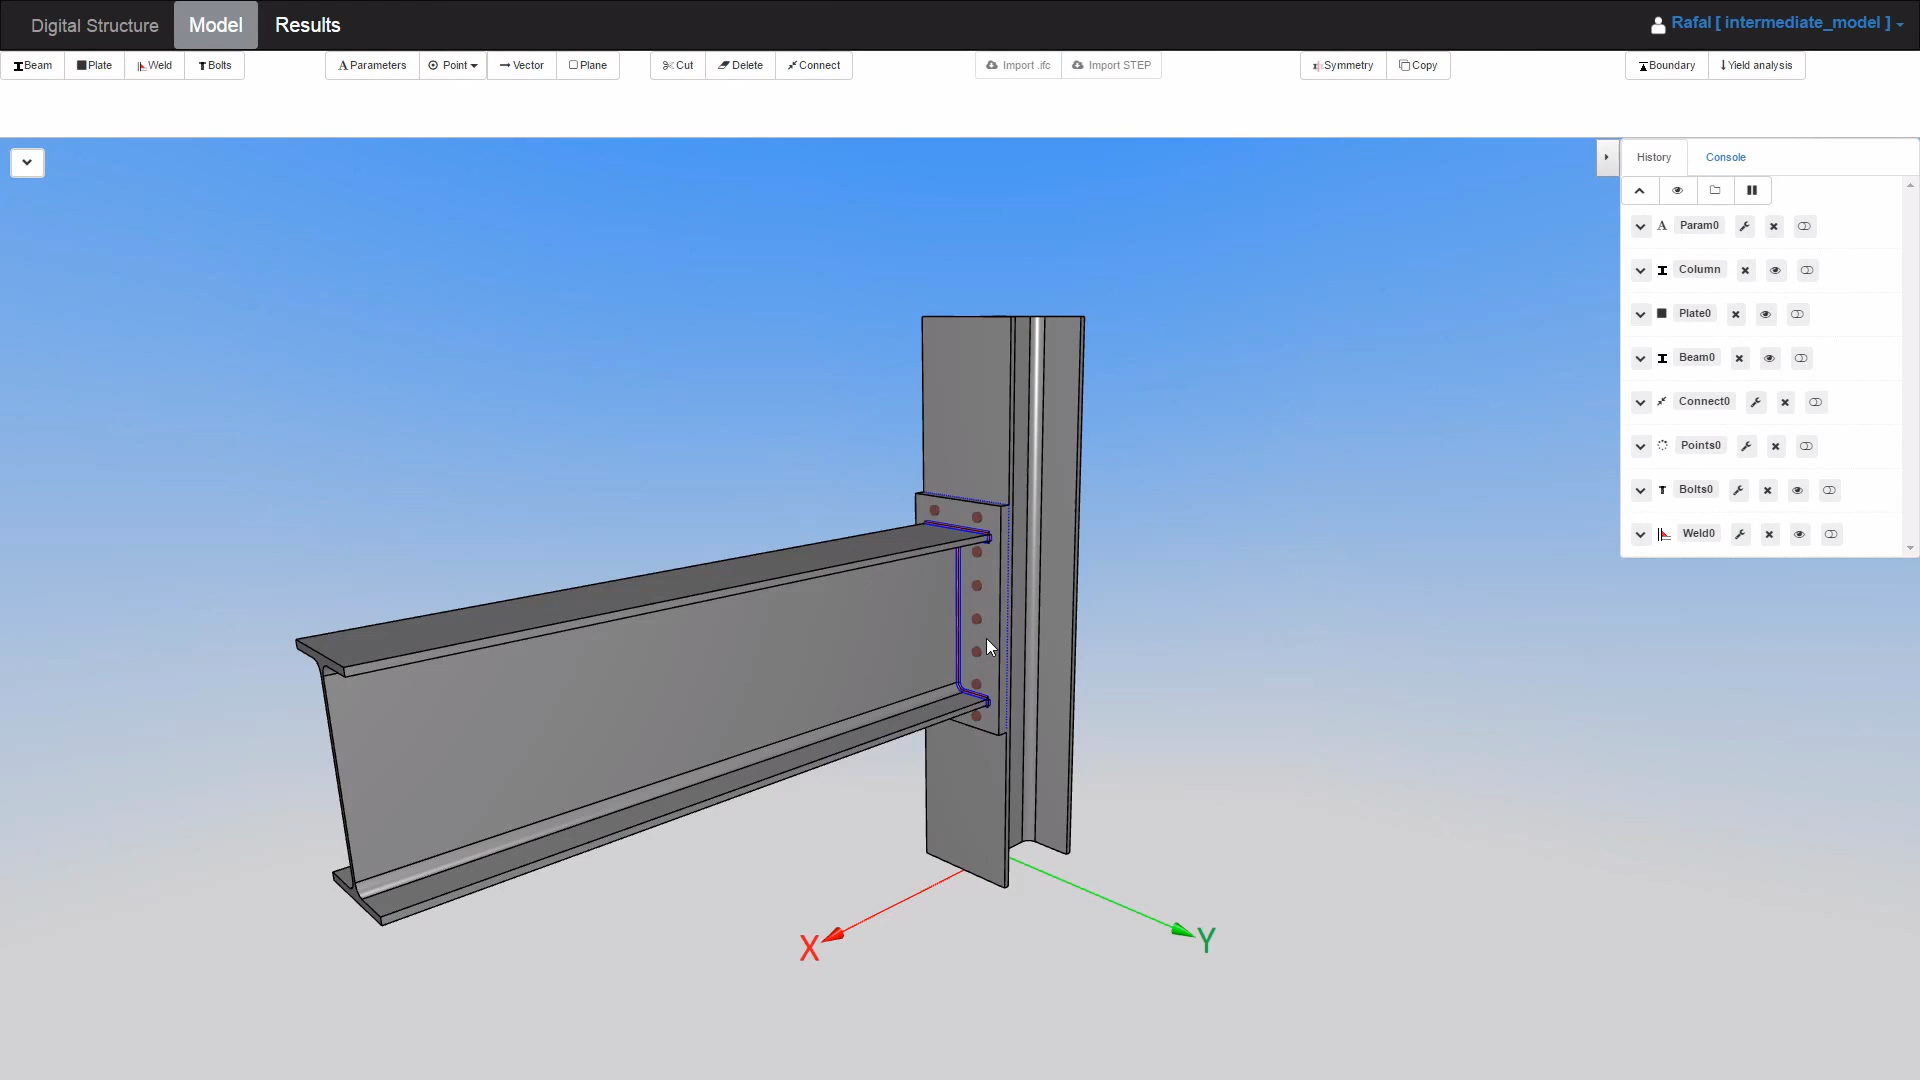 Digital Structure Model Results Rafal [ intermediate_model ]
Beam Plate Weld Bolts Parameters Point Vector Plane Cut Delete Connect Import .ifc Import STEP Symmetry Copy Boundary Yield analysis
History Console
Param0
Column
Plate0
Beam0
Connect0
Points0
Bolts0
Weld0
X
Y